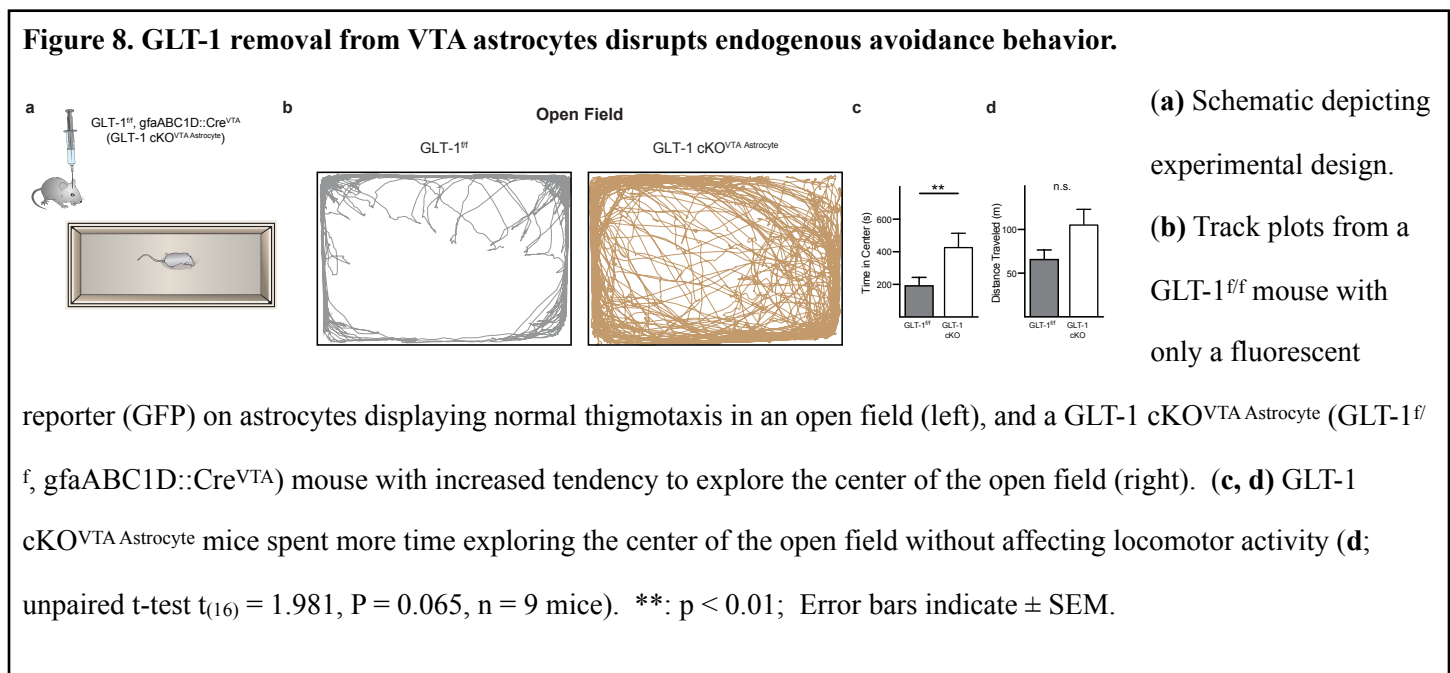 Figure 8. GLT-1 removal from VTA astrocytes disrupts endogenous avoidance behavior.
a
GLT-1f/f, gfaABC1D::CreVTA
(GLT-1 cKOVTA Astrocyte)
b
Open Field
GLT-1f/f
GLT-1 cKOVTA Astrocyte
c
**
Time in Center (s)
600
400
200
GLT-1f/f
GLT-1
cKO
d
n.s.
Distance Traveled (m)
100
50
GLT-1f/f
GLT-1
cKO
(a) Schematic depicting
experimental design.
(b) Track plots from a
GLT-1f/f mouse with
only a fluorescent
reporter (GFP) on astrocytes displaying normal thigmotaxis in an open field (left), and a GLT-1 cKOVTA Astrocyte (GLT-1f/
f, gfaABC1D::CreVTA) mouse with increased tendency to explore the center of the open field (right). (c, d) GLT-1
cKOVTA Astrocyte mice spent more time exploring the center of the open field without affecting locomotor activity (d;
unpaired t-test t(16) = 1.981, P = 0.065, n = 9 mice). **: p < 0.01; Error bars indicate ± SEM.